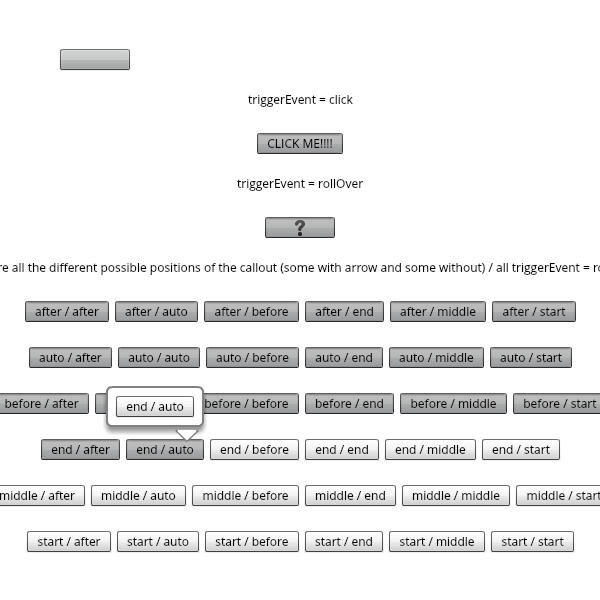 triggerEvent = click
CLICK ME!!!!
triggerEvent = rollOver
?
all the different possible positions of the callout (some with arrow and some without) / all triggerEvent =
after / after after / auto after / before after / end after / middle after / start
auto / after auto / auto auto / before auto / end auto / middle auto / start
before / after before / before before / end before / middle before / start
end / auto
end / after end / auto end / before end / end end / middle end / start
middle / after middle / auto middle / before middle / end middle / middle middle / start
start / after start / auto start / before start / end start / middle start / start